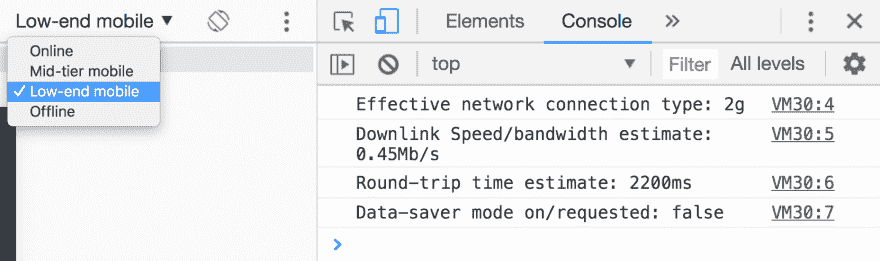 Low-end mobile ▼
Online
Mid-tier mobile
✓ Low-end mobile
Offline
Elements Console »
top ▼ Filter All levels
Effective network connection type: 2g VM30:4
Downlink Speed/bandwidth estimate: VM30:5
0.45Mb/s
Round-trip time estimate: 2200ms VM30:6
Data-saver mode on/requested: false VM30:7
>